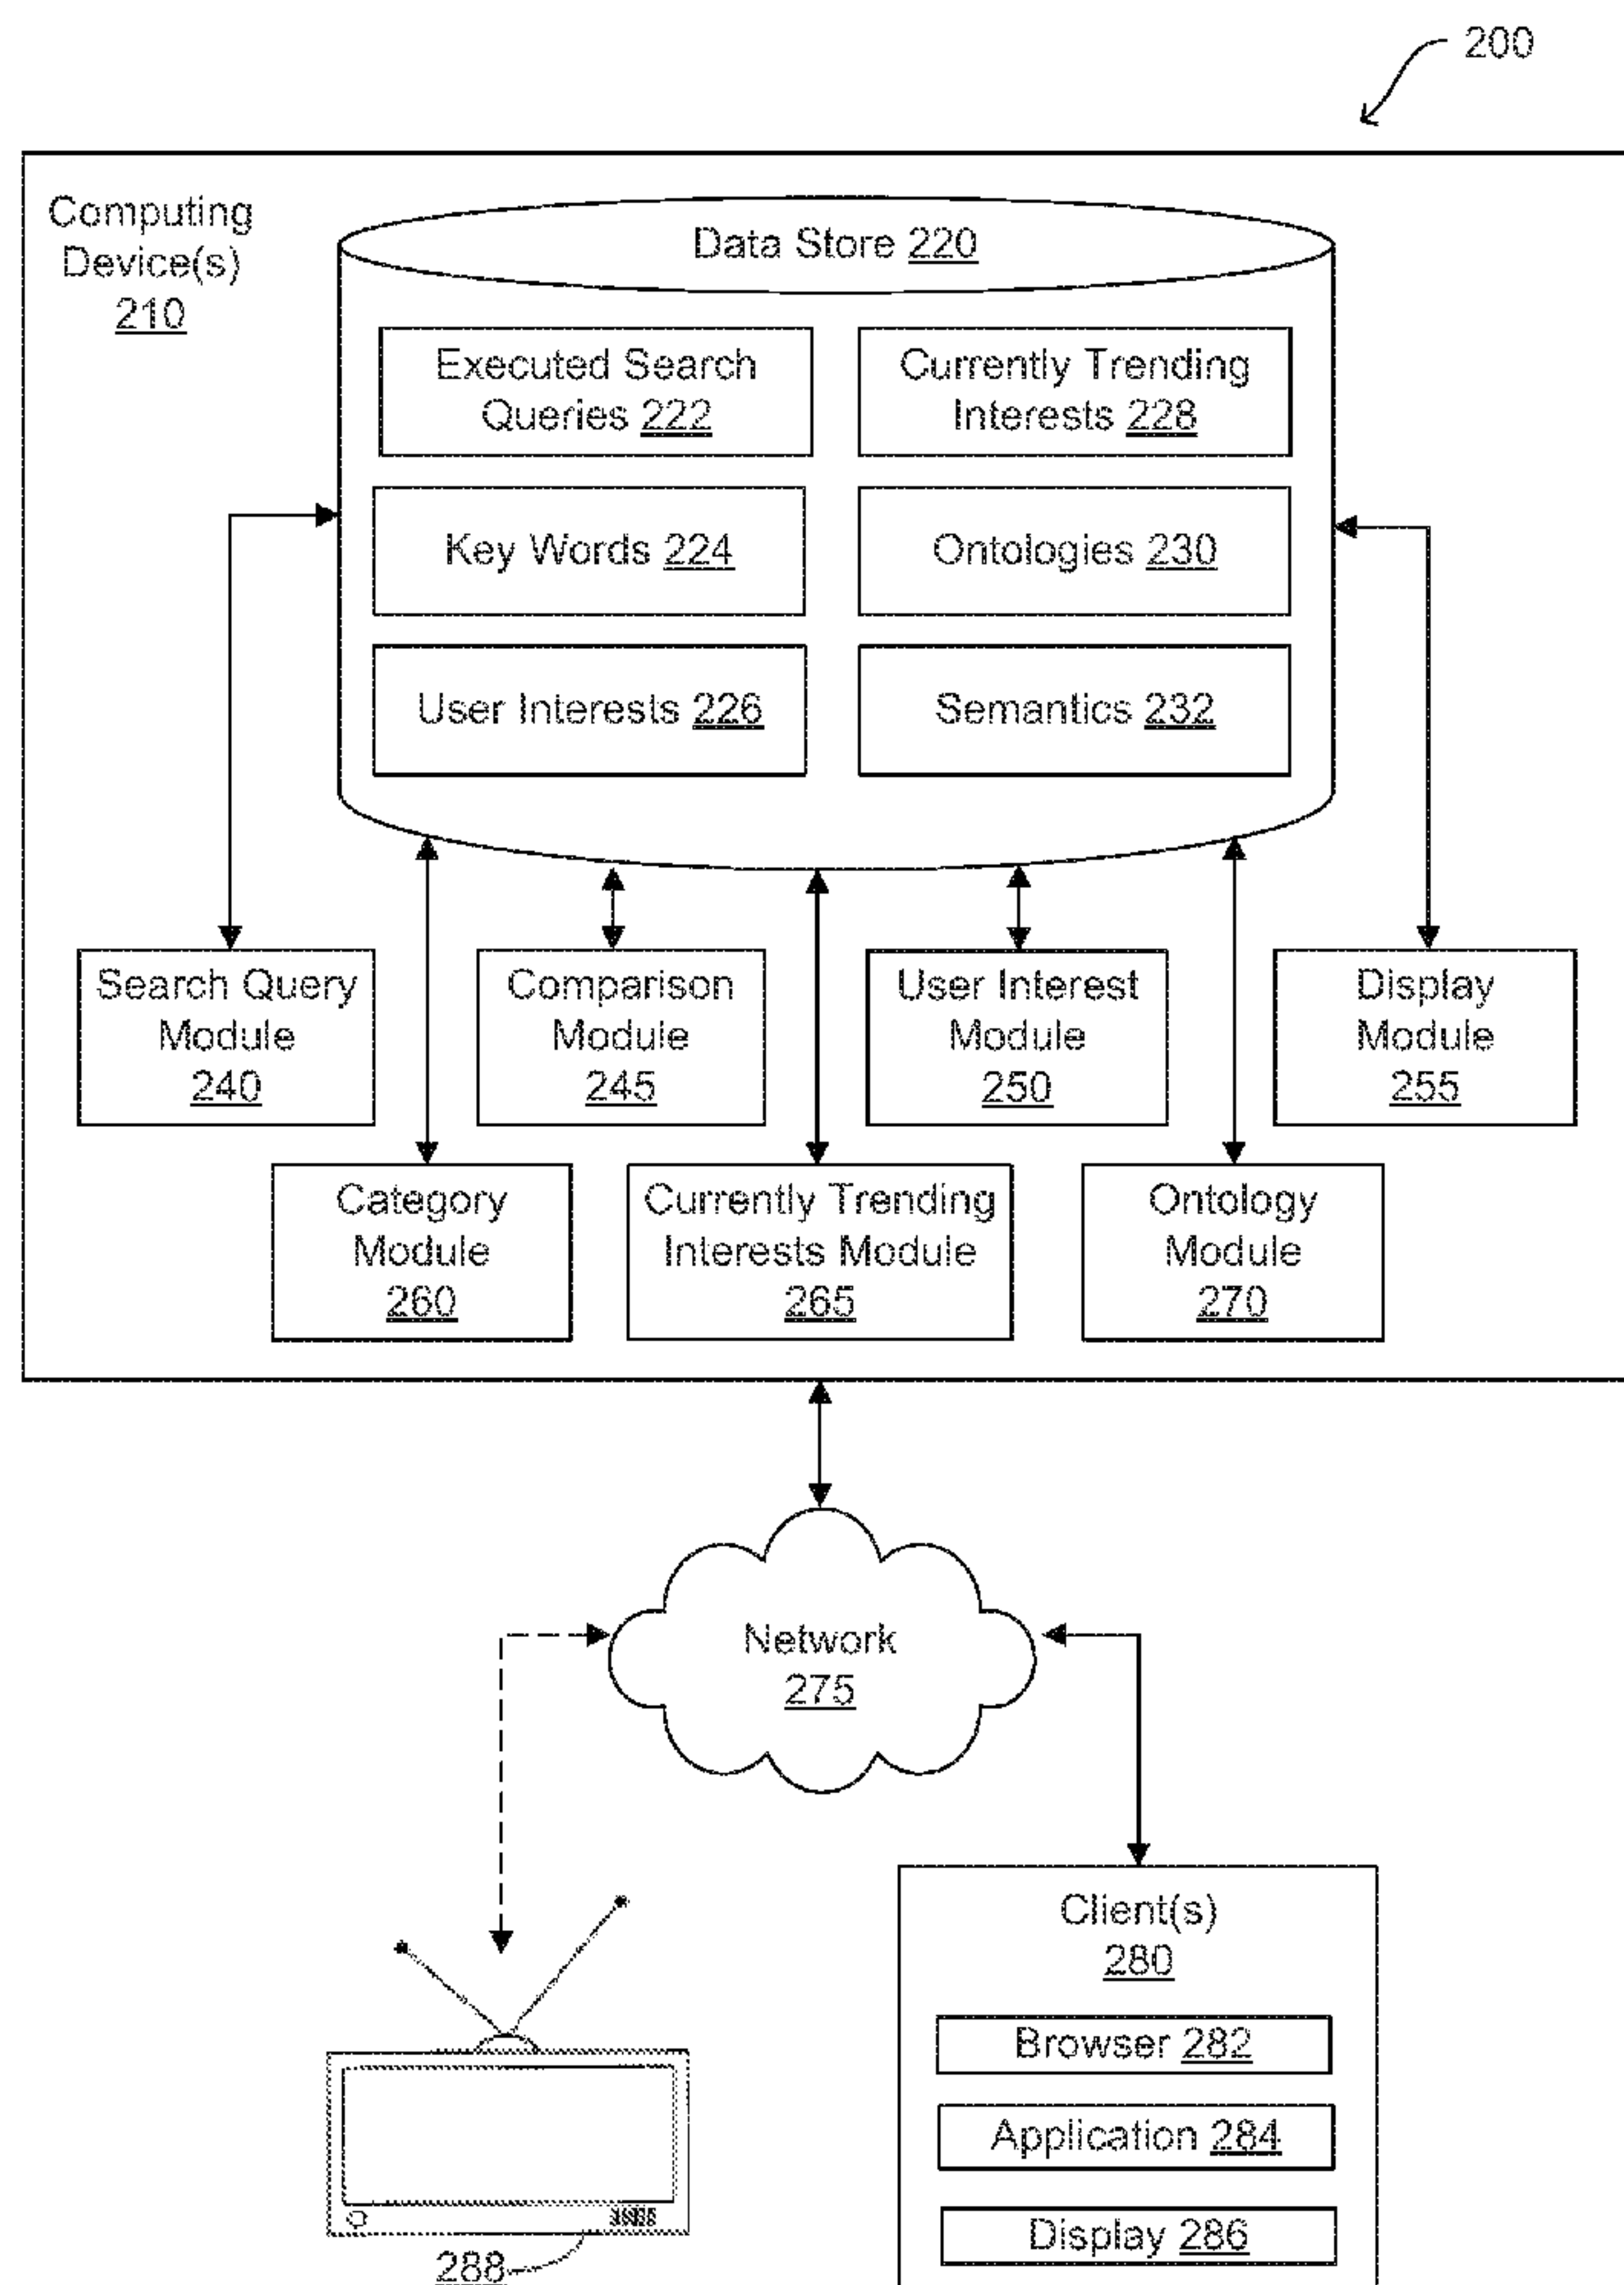 200
Computing
Device(s)
210
Data Store 220
Executed Search
Queries 222
Currently Trending
Interests 228
Key Words 224
Ontologies 230
User Interests 226
Semantics 232
Search Query
Module
240
Comparison
Module
245
User Interest
Module
250
Display
Module
255
Category
Module
260
Currently Trending
Interests Module
265
Ontology
Module
270
Network
275
Client(s)
280
Browser 282
Application 284
Display 286
288